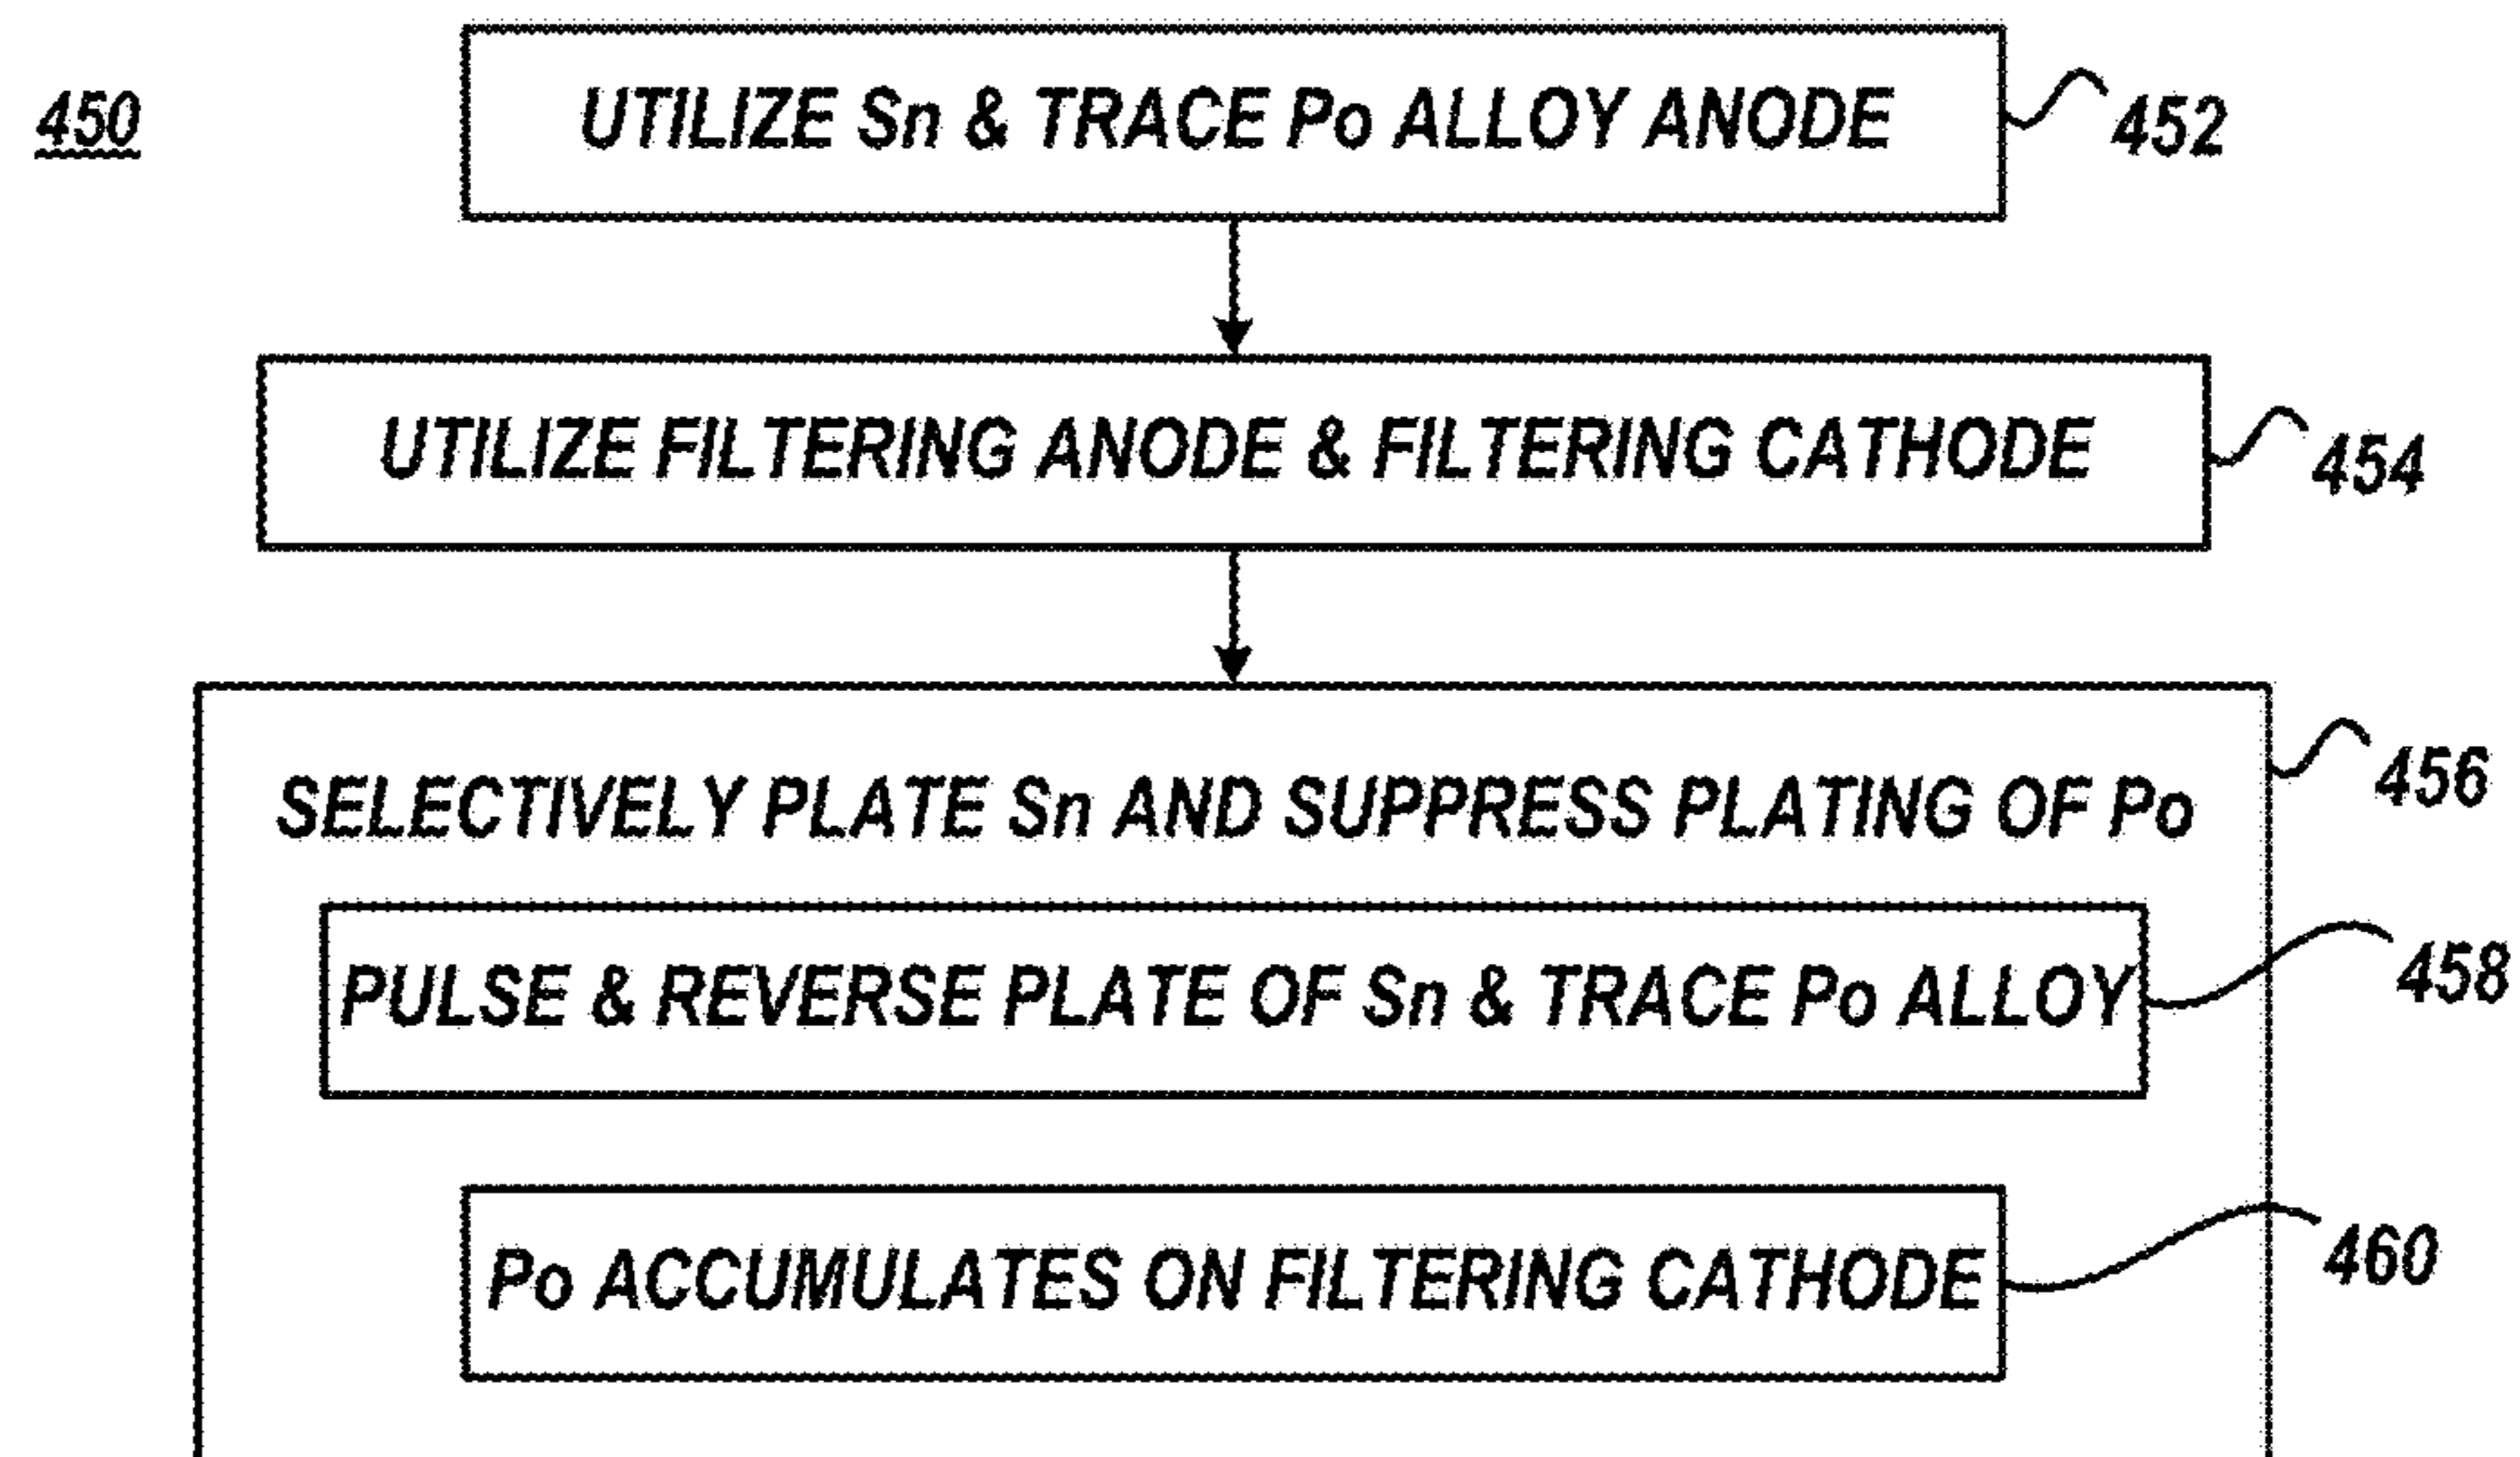 450
UTILIZE Sn & TRACE Po ALLOY ANODE
452
UTILIZE FILTERING ANODE & FILTERING CATHODE
454
SELECTIVELY PLATE Sn AND SUPPRESS PLATING OF Po
456
PULSE & REVERSE PLATE OF Sn & TRACE Po ALLOY
458
Po ACCUMULATES ON FILTERING CATHODE
460